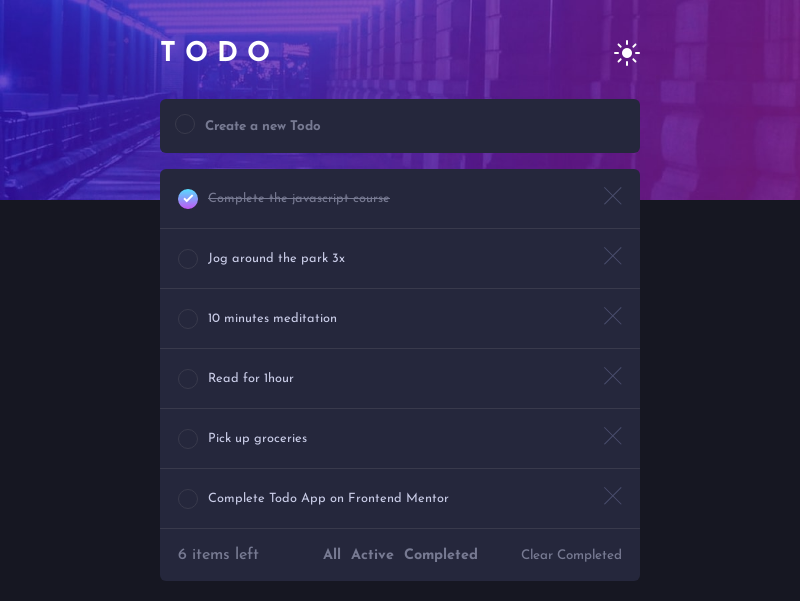 TODO
Create a new Todo
Complete the javascript course
Jog around the park 3x
10 minutes meditation
Read for 1hour
Pick up groceries
Complete Todo App on Frontend Mentor
6 items left All Active Completed Clear Completed